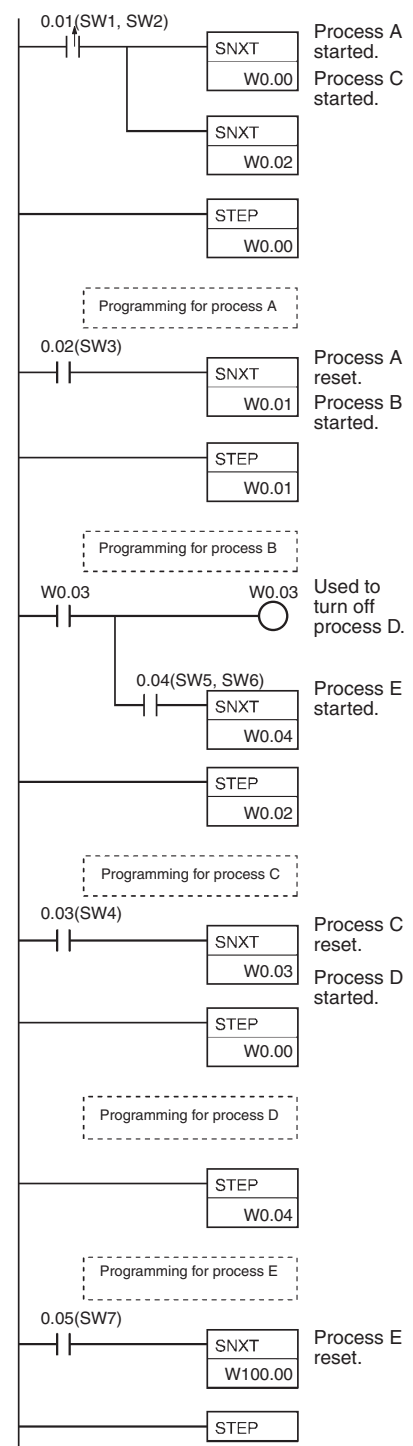 0.01(SW1, SW2)
SNXT
W0.00
Process A
started.
Process C
started.
SNXT
W0.02
STEP
W0.00
Programming for process A
0.02(SW3)
SNXT
W0.01
Process A
reset.
Process B
started.
STEP
W0.01
Programming for process B
W0.03
W0.03
Used to
turn off
process D.
0.04(SW5, SW6)
SNXT
W0.04
Process E
started.
STEP
W0.02
Programming for process C
0.03(SW4)
SNXT
W0.03
Process C
reset.
Process D
started.
STEP
W0.00
Programming for process D
STEP
W0.04
Programming for process E
0.05(SW7)
SNXT
W100.00
Process E
reset.
STEP